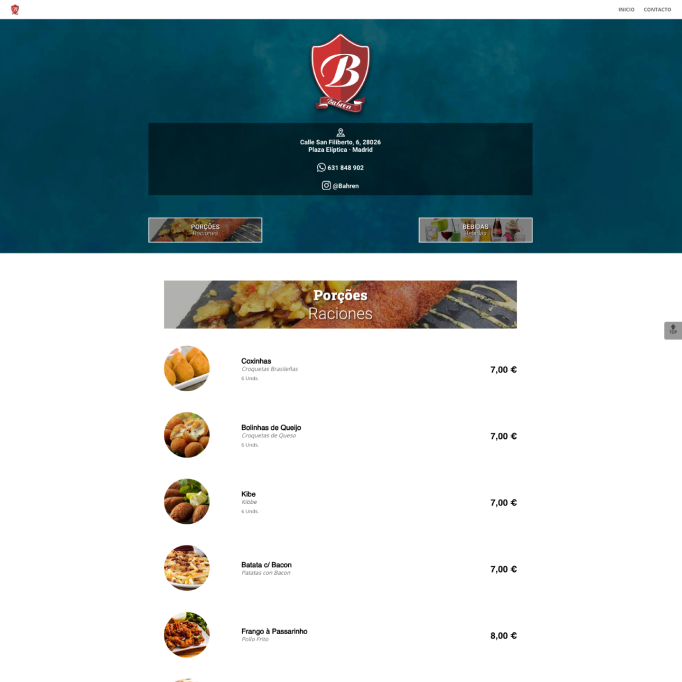 INICIO
CONTACTO
B
Bahren
Calle San Filiberto, 6, 28026
Plaza Elíptica - Madrid
631 848 902
@Bahren
PORÇÕES
Raciones
BEBIDAS
Bebidas
Porções
Raciones
Coxinhas
Croquetas Brasileñas
6 Unds.
7,00 €
Bolinhas de Queijo
Croquetas de Queso
6 Unds.
7,00 €
Kibe
Kibbe
6 Unds.
7,00 €
Batata c/ Bacon
Patatas con Bacon
7,00 €
Frango à Passarinho
Pollo Frito
8,00 €
TOP